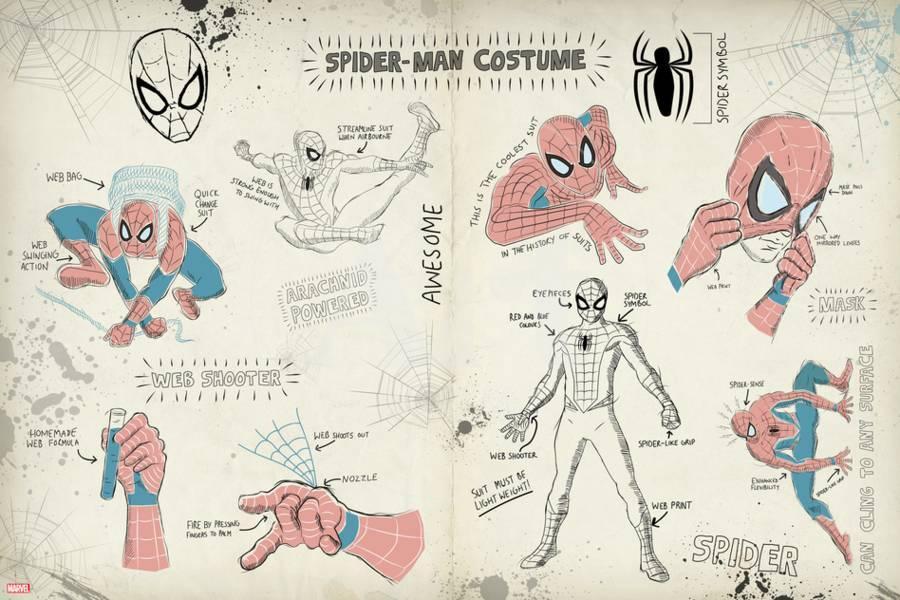 SPIDER-MAN COSTUME
SPIDER SYMBOL
WEB BAG
QUICK
CHANGE
SUIT
WEB
SWINGING
ACTION
STREAMLINE SUIT
WHEN AIRBOURNE
WEB IS
STRONG ENOUGH
TO SWING WITH
ARACHNID
POWERED
AWESOME
THIS IS THE COOLEST SUIT
IN THE HISTORY OF SUITS
MASK PULLS
DOWN
ONE WAY
MIRRORED LENSES
WEB PRINT
MASK
EYEPIECES
SPIDER
SYMBOL
RED AND BLUE
COLOURS
WEB SHOOTER
SPIDER-LIKE GRIP
SUIT MUST BE
LIGHT WEIGHT!
WEB PRINT
WEB SHOOTER
HOMEMADE
WEB FORMULA
WEB SHOOTS OUT
NOZZLE
FIRE BY PRESSING
FINGERS TO PALM
SPIDER-SENSE
ENHANCED
FLEXIBILITY
SPIDER-LIKE GRIP
CAN CLING TO ANY SURFACE
SPIDER
MARVEL